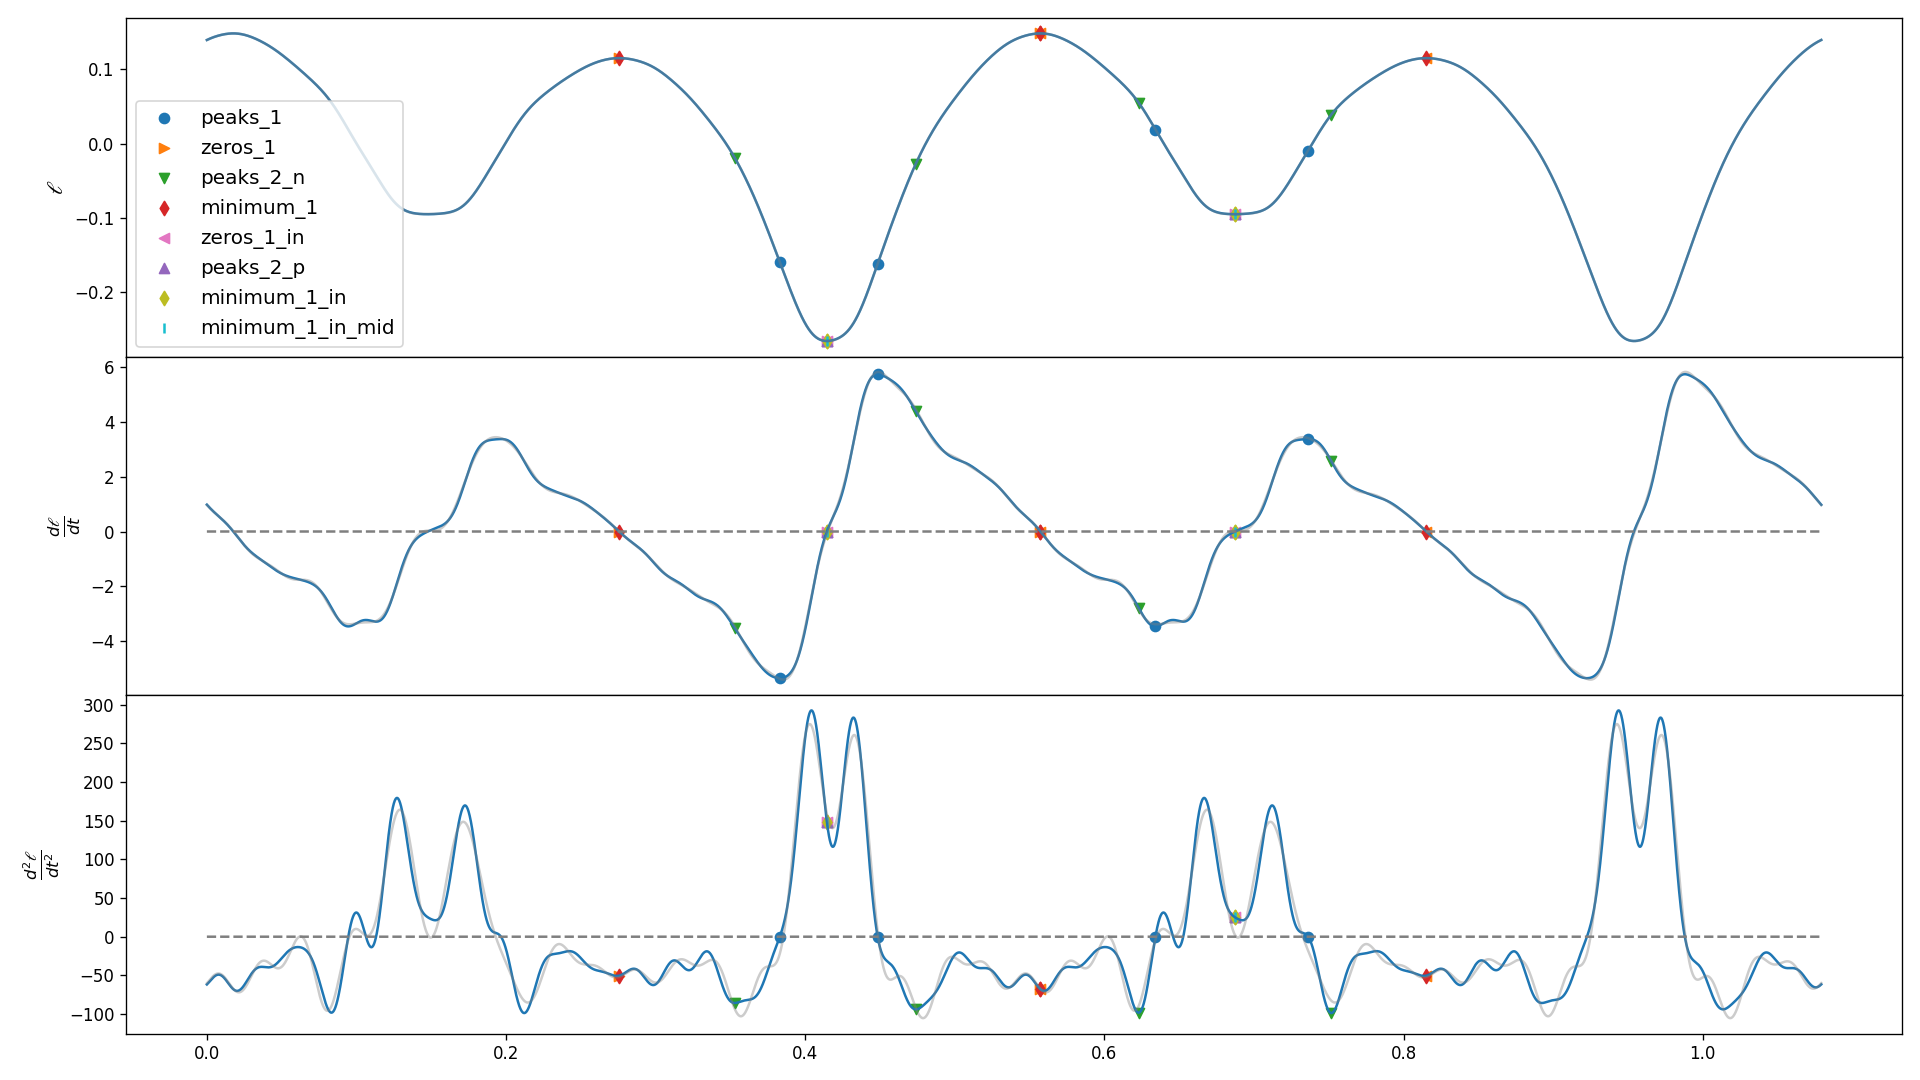 0.1
0.0
−0.1
−0.2
ℓ
peaks_1
zeros_1
peaks_2_n
minimum_1
zeros_1_in
peaks_2_p
minimum_1_in
minimum_1_in_mid
6
4
2
0
−2
−4
dℓ
dt
300
250
200
150
100
50
0
−50
−100
d²ℓ
dt²
0.0 0.2 0.4 0.6 0.8 1.0